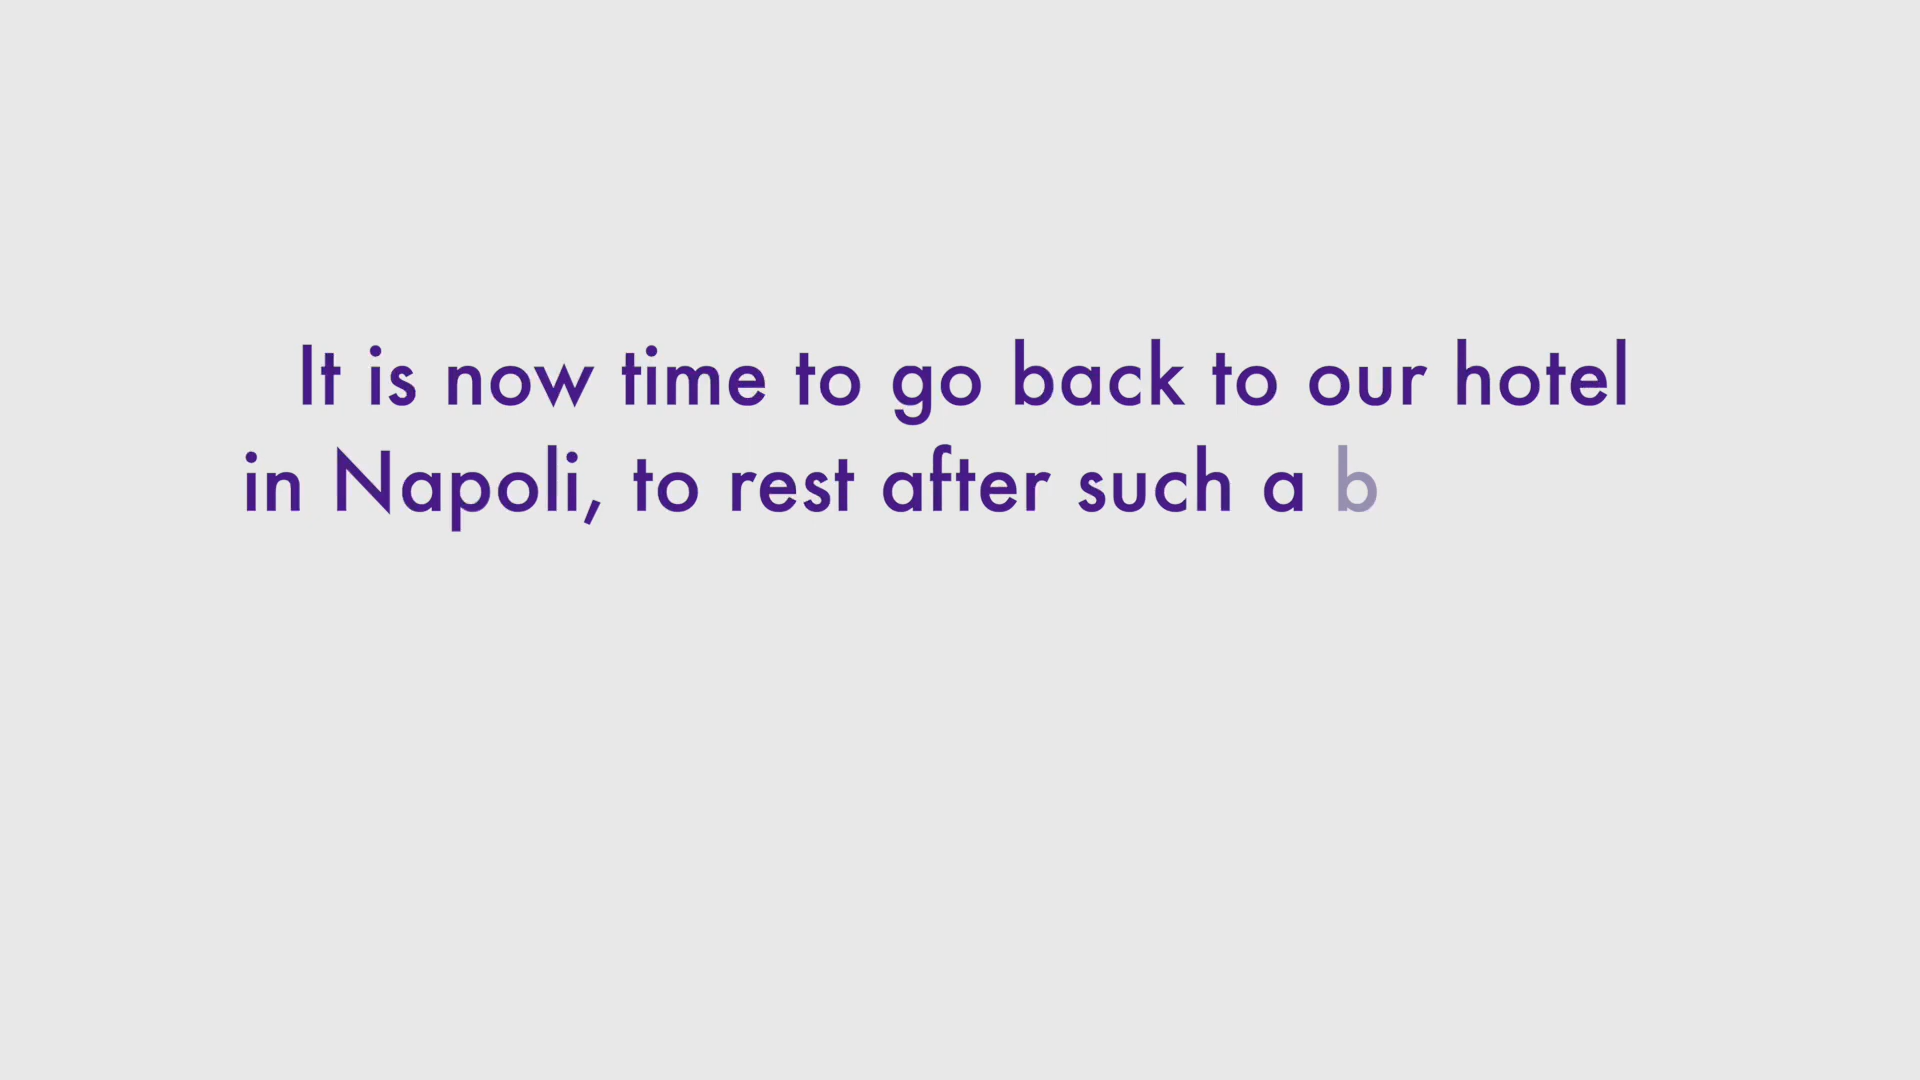 It is now time to go back to our hotel
in Napoli, to rest after such a b